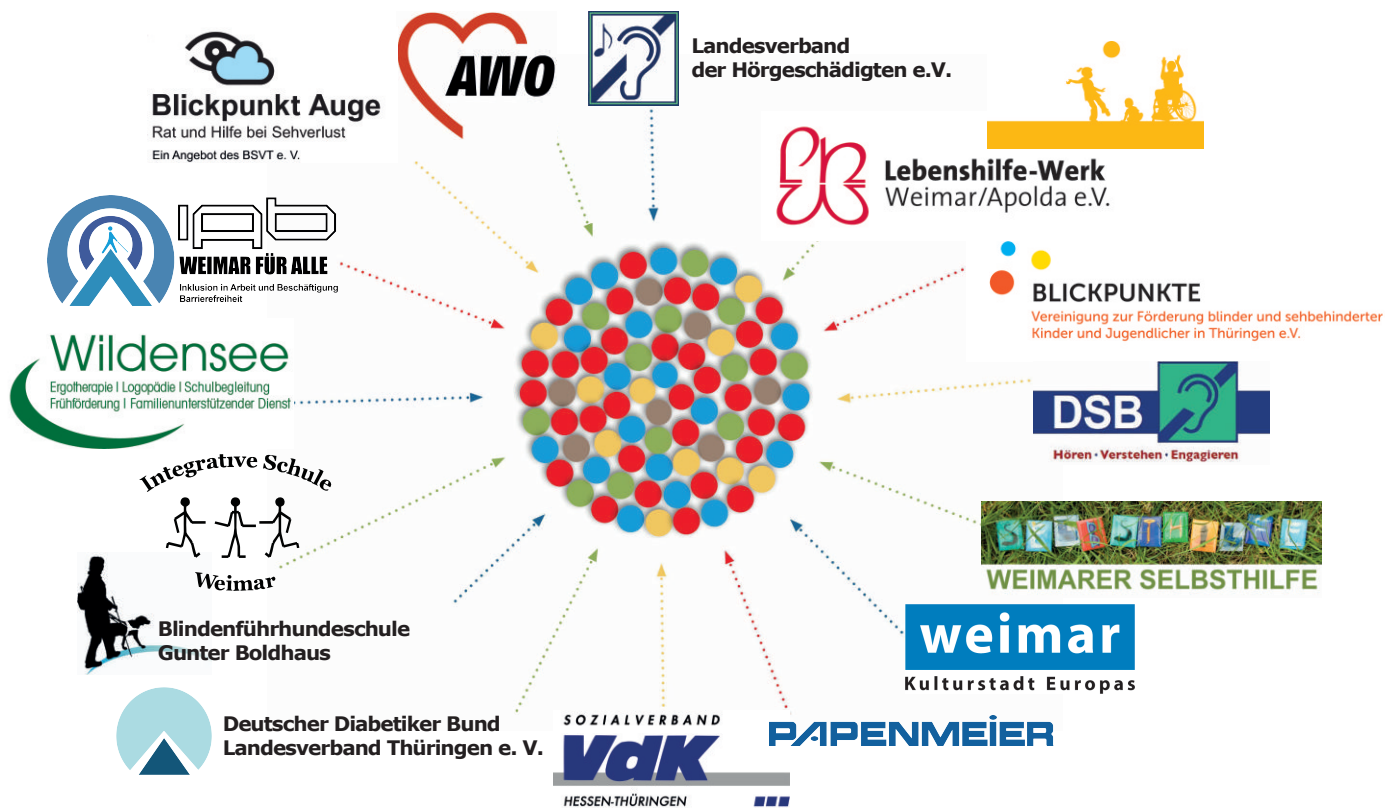 Blickpunkt Auge
Rat und Hilfe bei Sehverlust
Ein Angebot des BSVT e. V.
AWO
Landesverband
der Hörgeschädigten e.V.
Lebenshilfe-Werk
Weimar/Apolda e.V.
IAb
WEIMAR FÜR ALLE
Inklusion in Arbeit und Beschäftigung
Barrierefreiheit
BLICKPUNKTE
Vereinigung zur Förderung blinder und sehbehinderter
Kinder und Jugendlicher in Thüringen e.V.
Wildensee
Ergotherapie I Logopädie I Schulbegleitung
Frühförderung I Familienunterstützender Dienst
DSB
Hören · Verstehen · Engagieren
Integrative Schule
Weimar
SELBSTHILFE
WEIMARER SELBSTHILFE
Blindenführhundeschule
Gunter Boldhaus
weimar
Kulturstadt Europas
Deutscher Diabetiker Bund
Landesverband Thüringen e. V.
SOZIALVERBAND
VdK
HESSEN-THÜRINGEN
PAPENMEIER